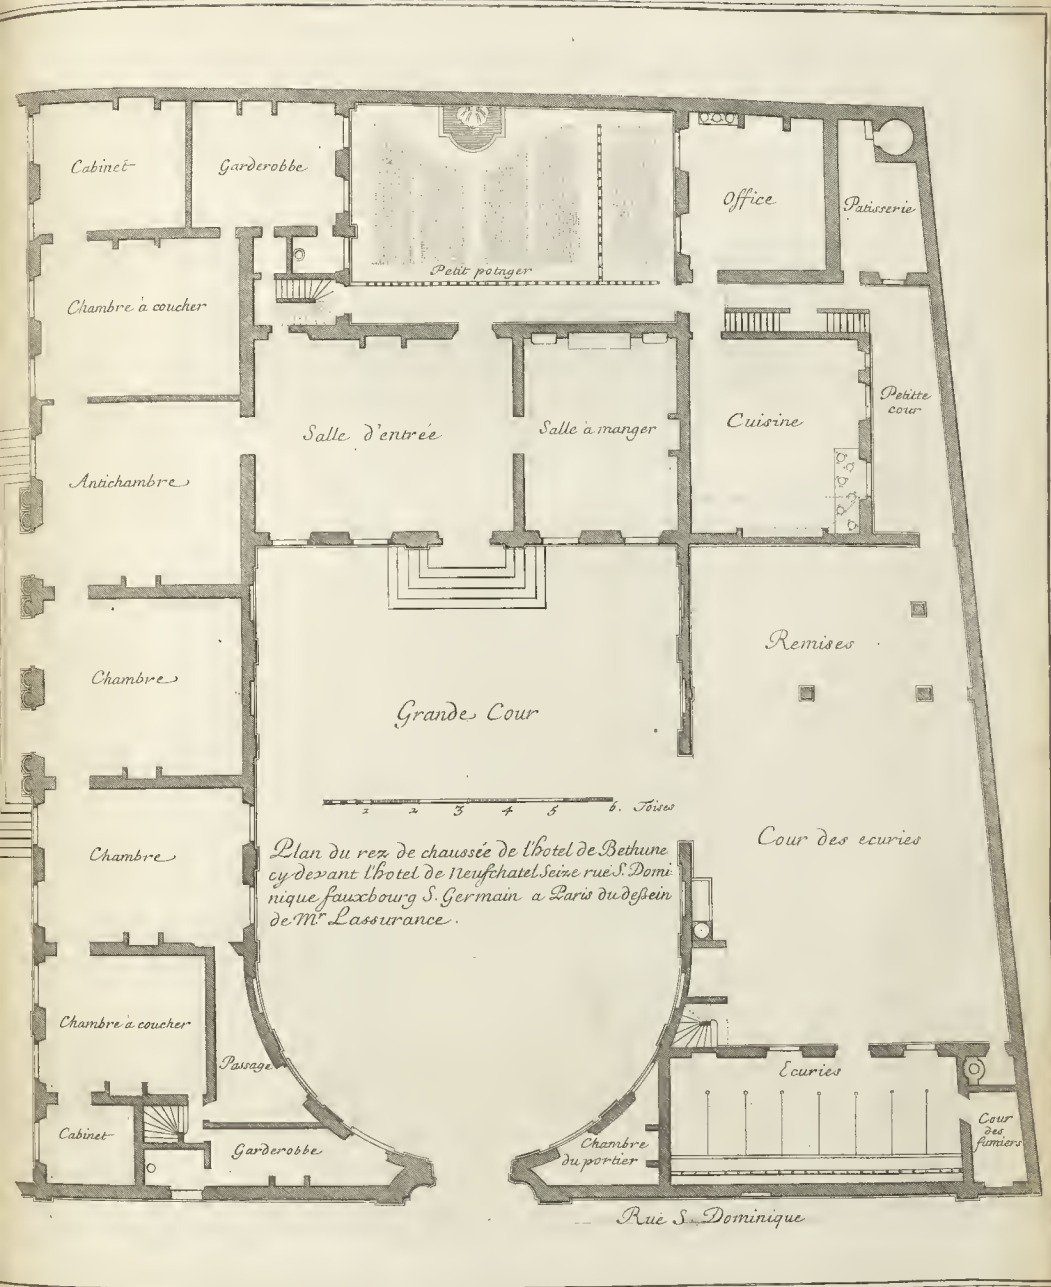 Cabinet
Garderobbe
Office
Patisserie
Petit potager
Chambre à coucher
Petitte
cour
Salle d'entrée
Salle à manger
Cuisine
Antichambre
Remises
Chambre
Grande Cour
1 2 3 4 5 6. Toises
Cour des ecuries
Chambre
Plan du rez de chaussée de l'hotel de Bethune
cy devant l'hotel de Neufchatel Seize rue S. Domi-
nique fauxbourg S. Germain a Paris du deßein
de Mr Lassurance.
Chambre à coucher
Passage
Ecuries
Cabinet
Garderobbe
Chambre
du portier
Cour
des
fumiers
Rue S. Dominique